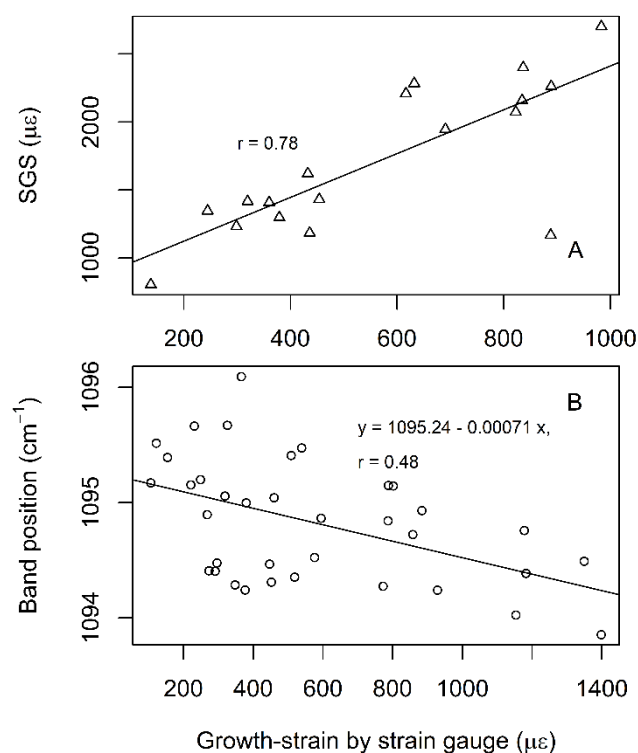 SGS (με)
2000
1000
r = 0.78
A
200 400 600 800 1000
Band position (cm⁻¹)
1096
1095
1094
B
y = 1095.24 - 0.00071 x,
r = 0.48
200 400 600 800 1000 1400
Growth-strain by strain gauge (με)